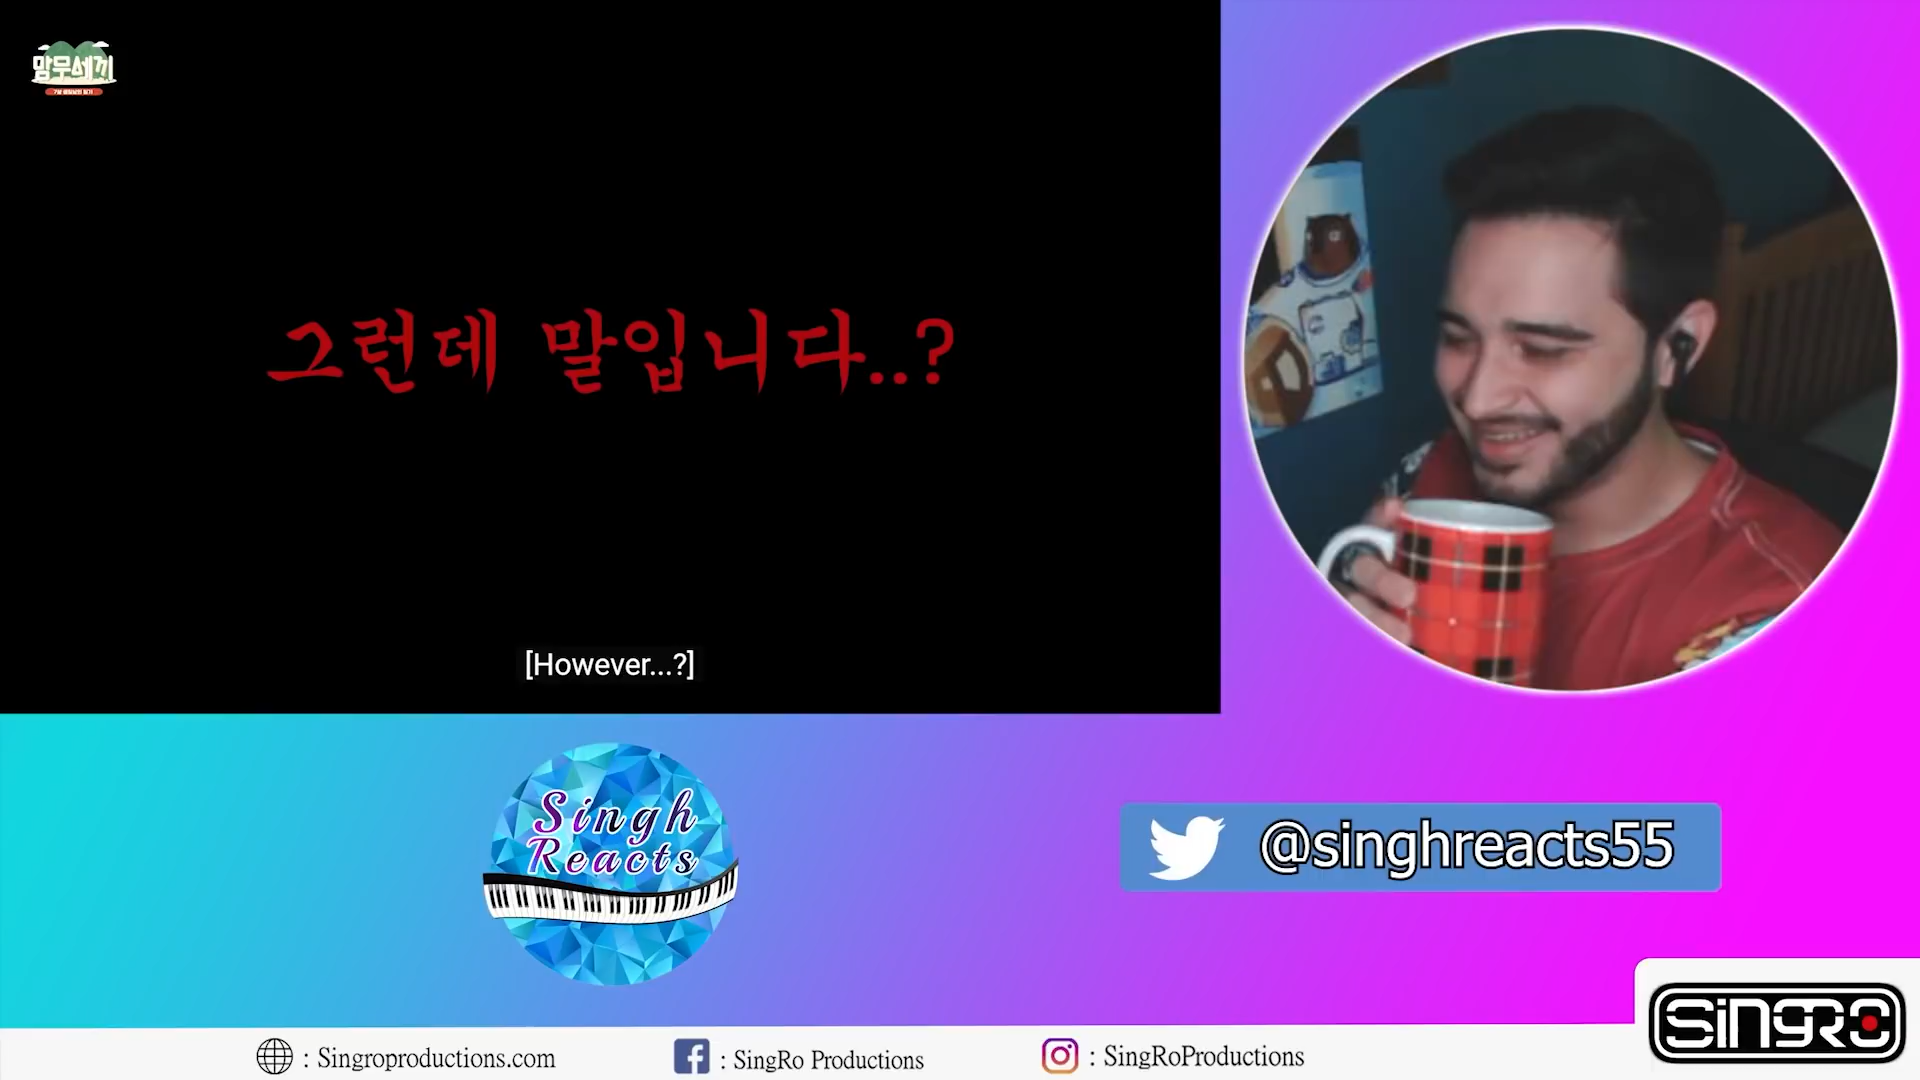 맘무세끼
그런데 말입니다..?
[However...?]
Singh
Reacts
@singhreacts55
SingRO
: Singroproductions.com
: SingRo Productions
: SingRoProductions